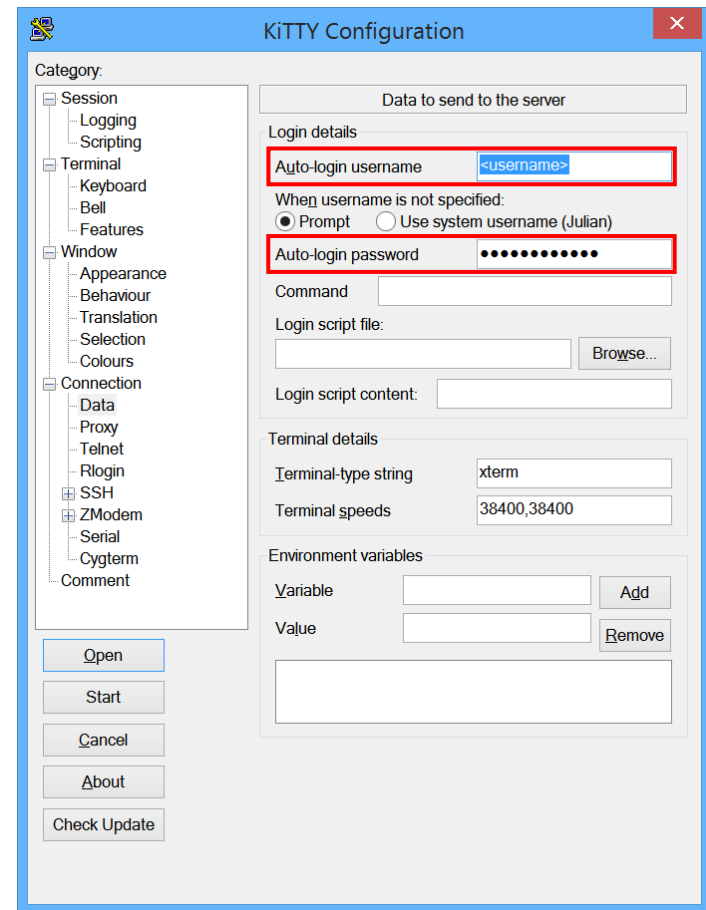 KiTTY Configuration
Category:
Session
Logging
Scripting
Terminal
Keyboard
Bell
Features
Window
Appearance
Behaviour
Translation
Selection
Colours
Connection
Data
Proxy
Telnet
Rlogin
SSH
ZModem
Serial
Cygterm
Comment
Data to send to the server
Login details
Auto-login username <username>
When username is not specified:
Prompt Use system username (Julian)
Auto-login password ●●●●●●●●●●●●
Command
Login script file:
Browse...
Login script content:
Terminal details
Terminal-type string xterm
Terminal speeds 38400,38400
Environment variables
Variable Add
Value Remove
Open
Start
Cancel
About
Check Update